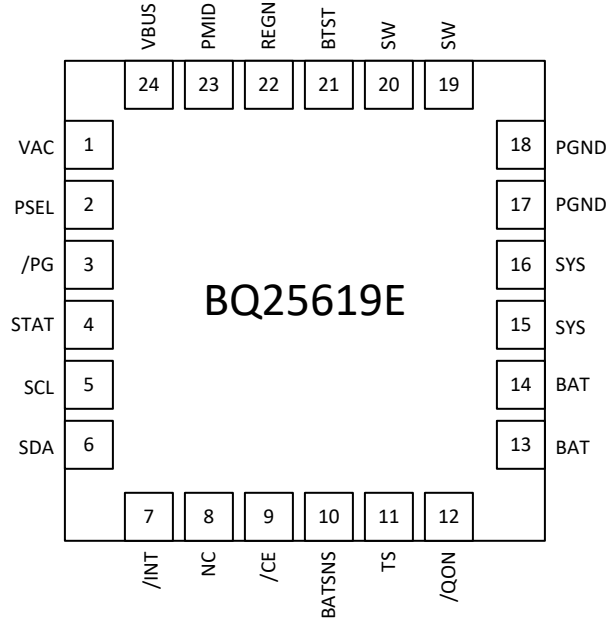 VBUS
PMID
REGN
BTST
SW
SW
24
23
22
21
20
19
VAC
1
PSEL
2
/PG
3
STAT
4
SCL
5
SDA
6
BQ25619E
18
PGND
17
PGND
16
SYS
15
SYS
14
BAT
13
BAT
7
8
9
10
11
12
/INT
NC
/CE
BATSNS
TS
/QON